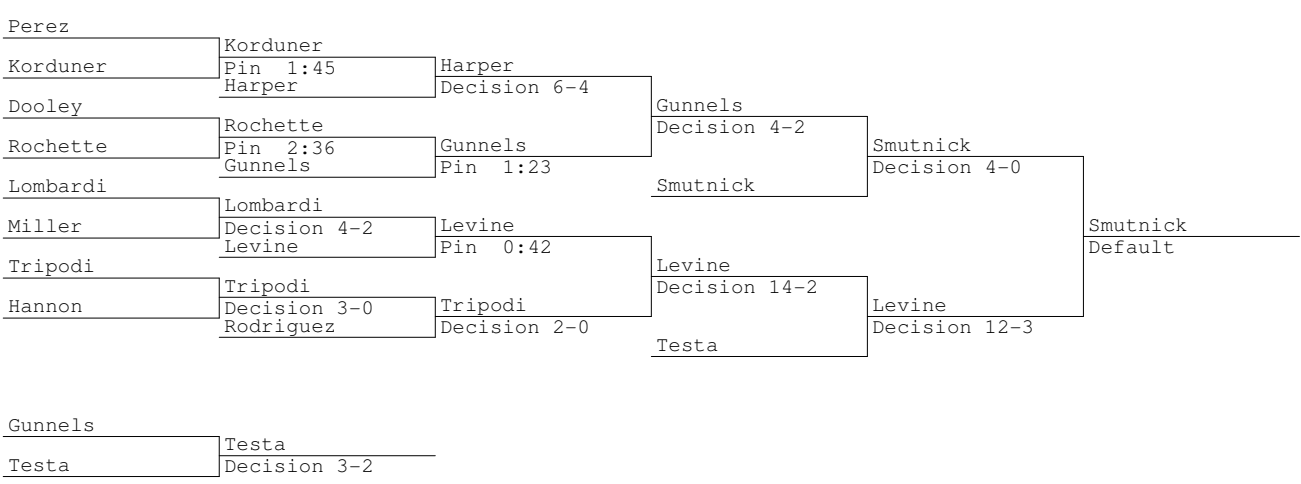 Perez
Korduner
Korduner
Pin 1:45
Harper
Harper
Decision 6-4
Dooley
Rochette
Rochette
Pin 2:36
Gunnels
Gunnels
Pin 1:23
Gunnels
Decision 4-2
Smutnick
Smutnick
Decision 4-0
Lombardi
Miller
Lombardi
Decision 4-2
Levine
Levine
Pin 0:42
Tripodi
Hannon
Tripodi
Decision 3-0
Rodriguez
Tripodi
Decision 2-0
Levine
Decision 14-2
Testa
Levine
Decision 12-3
Smutnick
Default
Gunnels
Testa
Testa
Decision 3-2